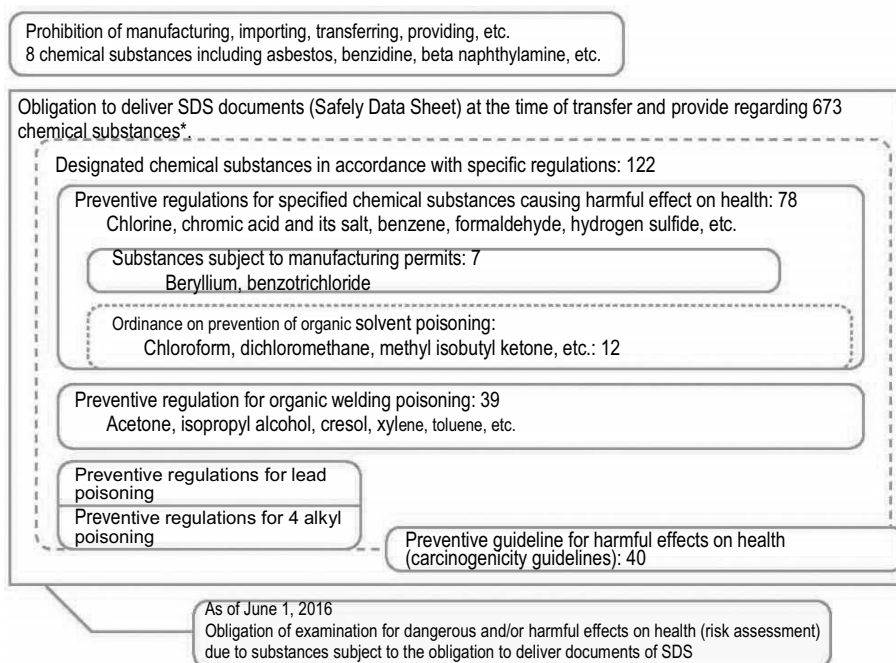 Prohibition of manufacturing, importing, transferring, providing, etc.
8 chemical substances including asbestos, benzidine, beta naphthylamine, etc.
Obligation to deliver SDS documents (Safely Data Sheet) at the time of transfer and provide regarding 673
chemical substances*.
Designated chemical substances in accordance with specific regulations: 122
Preventive regulations for specified chemical substances causing harmful effect on health: 78
Chlorine, chromic acid and its salt, benzene, formaldehyde, hydrogen sulfide, etc.
Substances subject to manufacturing permits: 7
Beryllium, benzotrichloride
Ordinance on prevention of organic solvent poisoning:
Chloroform, dichloromethane, methyl isobutyl ketone, etc.: 12
Preventive regulation for organic welding poisoning: 39
Acetone, isopropyl alcohol, cresol, xylene, toluene, etc.
Preventive regulations for lead
poisoning
Preventive regulations for 4 alkyl
poisoning
Preventive guideline for harmful effects on health
(carcinogenicity guidelines): 40
As of June 1, 2016
Obligation of examination for dangerous and/or harmful effects on health (risk assessment)
due to substances subject to the obligation to deliver documents of SDS